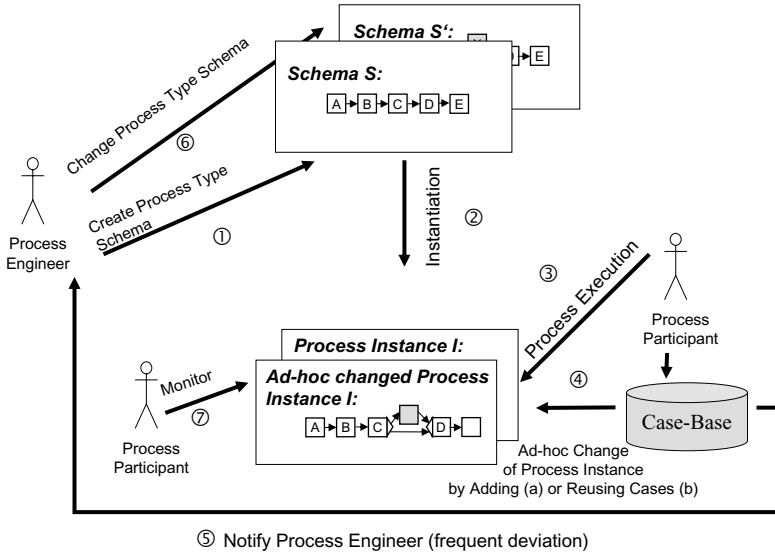 Schema S‘:
E
Schema S:
A B C D E
Change Process Type Schema
⑥
Create Process Type
Schema
①
Instantiation
②
Process
Engineer
③
Process Execution
Process
Participant
Process Instance I:
Ad-hoc changed Process
Instance I:
A B C D
Monitor
⑦
Process
Participant
④
Case-Base
Ad-hoc Change
of Process Instance
by Adding (a) or Reusing Cases (b)
⑤ Notify Process Engineer (frequent deviation)